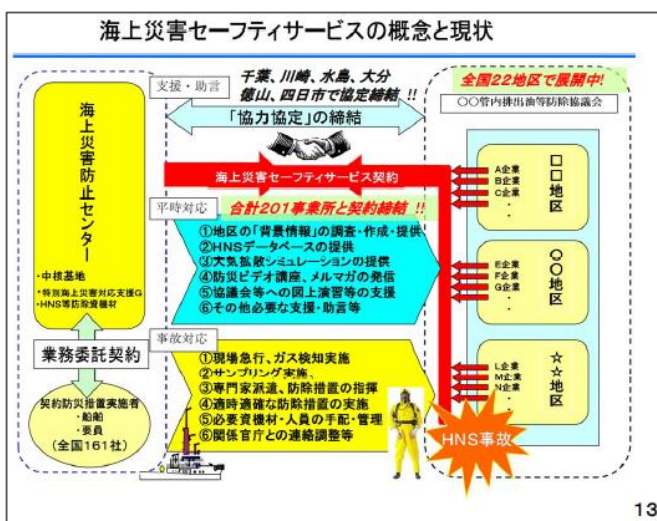 海上災害セーフティサービスの概念と現状
支援・助言
千葉、川崎、水島、大分
徳山、四日市で協定締結 !!
「協力協定」の締結
全国22地区で展開中!
〇〇管内排出油等防除協議会
海上災害防止センター
・中核基地
・特別海上災害対応支援G
・HNS等防除資機材
業務委託契約
契約防災措置実施者
・船舶
・要員
(全国161社)
海上災害セーフティサービス契約
平時対応
合計201事業所と契約締結 !!
①地区の「背景情報」の調査・作成・提供
②HNSデータベースの提供
③大気拡散シミュレーションの提供
④防災ビデオ講座、メルマガの発信
⑤協議会等への図上演習等の支援
⑥その他必要な支援・助言等
事故対応
①現場急行、ガス検知実施
②サンプリング実施、
③専門家派遣、防除措置の指揮
④適時適確な防除措置の実施
⑤必要資機材・人員の手配・管理
⑥関係官庁との連絡調整等
A企業
B企業
C企業
・
・
□□地区
E企業
F企業
G企業
・
・
〇〇地区
L企業
M企業
N企業
・
・
☆☆地区
HNS事故
13